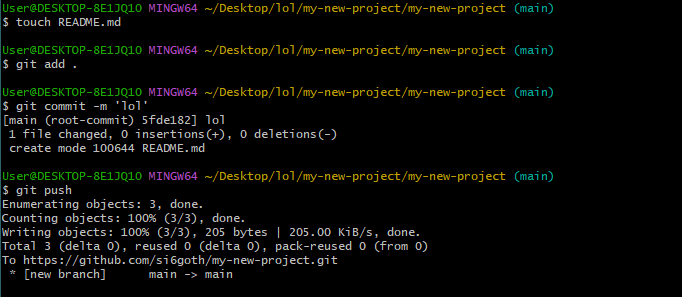 User@DESKTOP-8E1JQ1O MINGW64 ~/Desktop/lol/my-new-project/my-new-project (main)
$ touch README.md
User@DESKTOP-8E1JQ1O MINGW64 ~/Desktop/lol/my-new-project/my-new-project (main)
$ git add .
User@DESKTOP-8E1JQ1O MINGW64 ~/Desktop/lol/my-new-project/my-new-project (main)
$ git commit -m 'lol'
[main (root-commit) 5fde182] lol
1 file changed, 0 insertions(+), 0 deletions(-)
create mode 100644 README.md
User@DESKTOP-8E1JQ1O MINGW64 ~/Desktop/lol/my-new-project/my-new-project (main)
$ git push
Enumerating objects: 3, done.
Counting objects: 100% (3/3), done.
Writing objects: 100% (3/3), 205 bytes | 205.00 KiB/s, done.
Total 3 (delta 0), reused 0 (delta 0), pack-reused 0 (from 0)
To https://github.com/si6goth/my-new-project.git
* [new branch]      main -> main